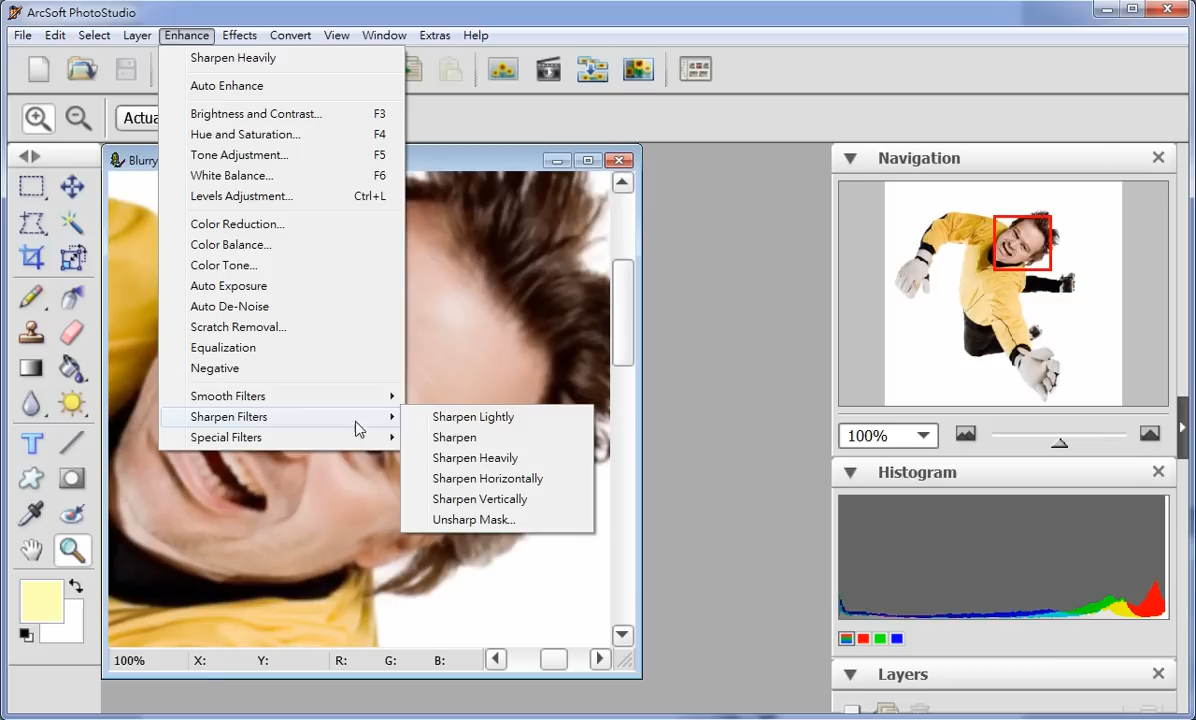 ArcSoft PhotoStudio
File Edit Select Layer Enhance Effects Convert View Window Extras Help
Sharpen Heavily
Auto Enhance
Brightness and Contrast... F3
Hue and Saturation... F4
Tone Adjustment... F5
White Balance... F6
Levels Adjustment... Ctrl+L
Color Reduction...
Color Balance...
Color Tone...
Auto Exposure
Auto De-Noise
Scratch Removal...
Equalization
Negative
Smooth Filters
Sharpen Filters
Special Filters
Sharpen Lightly
Sharpen
Sharpen Heavily
Sharpen Horizontally
Sharpen Vertically
Unsharp Mask...
Actua
Blurry
T
100% X: Y: R: G: B:
Navigation
100%
Histogram
Layers